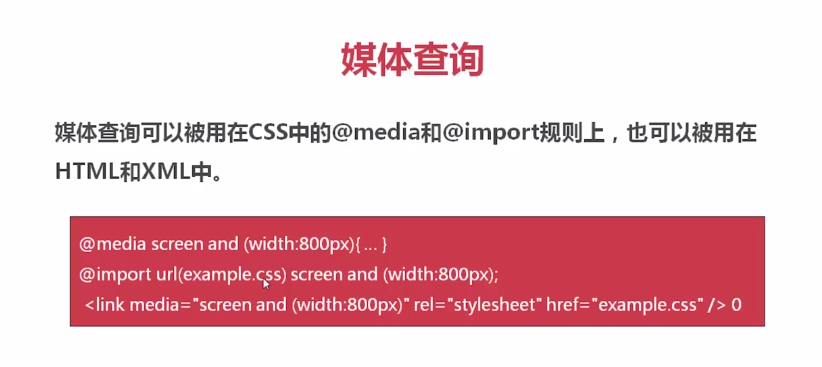 媒体查询
媒体查询可以被用在CSS中的@media和@import规则上，也可以被用在
HTML和XML中。
@media screen and (width:800px){ ... }
@import url(example.css) screen and (width:800px);
<link media="screen and (width:800px)" rel="stylesheet" href="example.css" /> 0